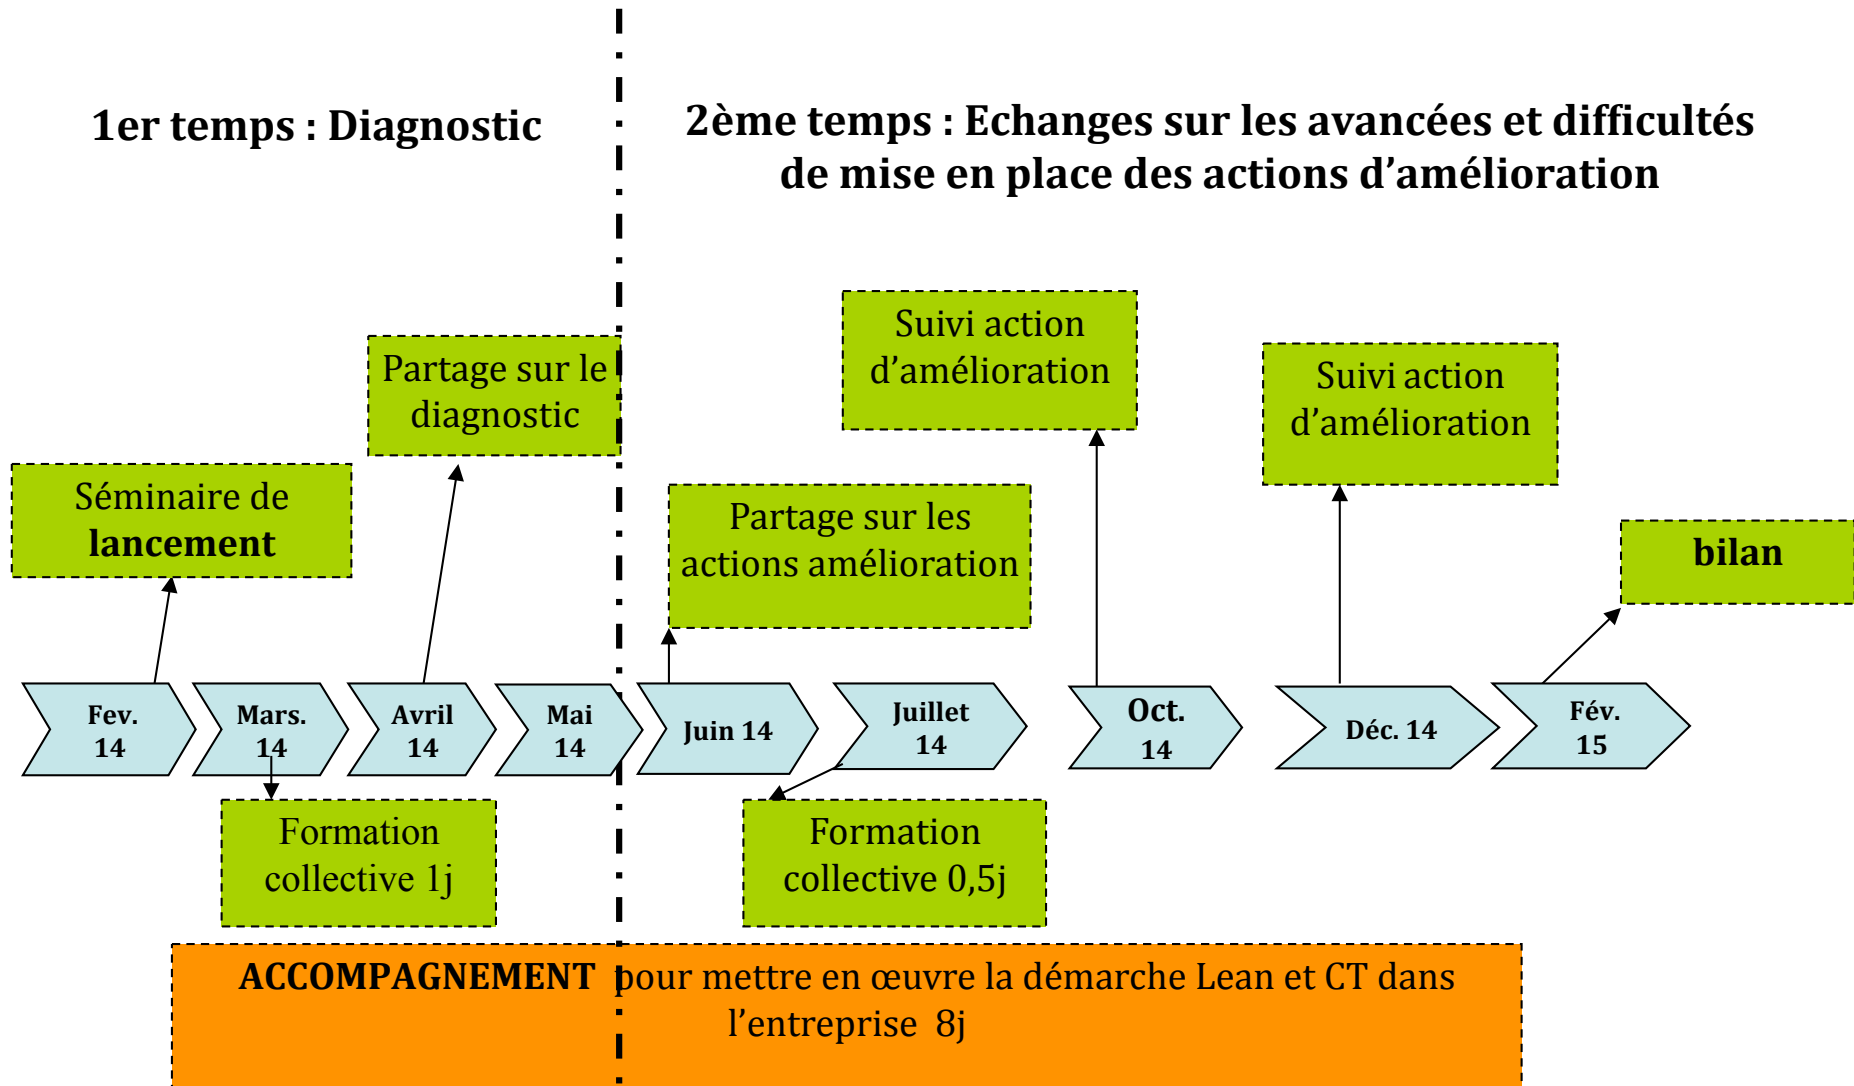 1er temps : Diagnostic
2ème temps : Echanges sur les avancées et difficultés
de mise en place des actions d’amélioration
Suivi action
d’amélioration
Partage sur le
diagnostic
Suivi action
d’amélioration
Séminaire de
lancement
Partage sur les
actions amélioration
bilan
Fev.
14
Mars.
14
Avril
14
Mai
14
Juin 14
Juillet
14
Oct.
14
Déc. 14
Fév.
15
Formation
collective 1j
Formation
collective 0,5j
ACCOMPAGNEMENT pour mettre en œuvre la démarche Lean et CT dans
l’entreprise 8j